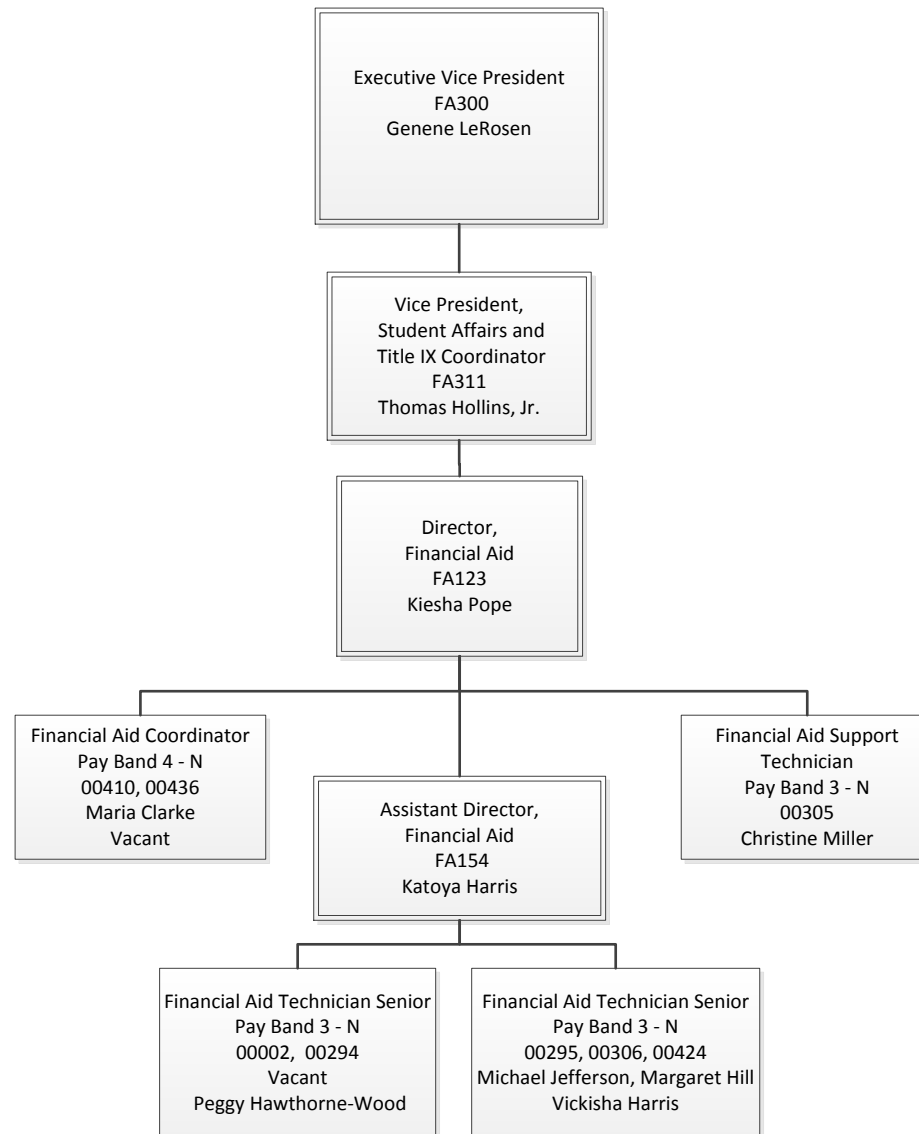 Executive Vice President
FA300
Genene LeRosen
Vice President,
Student Affairs and
Title IX Coordinator
FA311
Thomas Hollins, Jr.
Director,
Financial Aid
FA123
Kiesha Pope
Financial Aid Coordinator
Pay Band 4 - N
00410, 00436
Maria Clarke
Vacant
Assistant Director,
Financial Aid
FA154
Katoya Harris
Financial Aid Support
Technician
Pay Band 3 - N
00305
Christine Miller
Financial Aid Technician Senior
Pay Band 3 - N
00002, 00294
Vacant
Peggy Hawthorne-Wood
Financial Aid Technician Senior
Pay Band 3 - N
00295, 00306, 00424
Michael Jefferson, Margaret Hill
Vickisha Harris